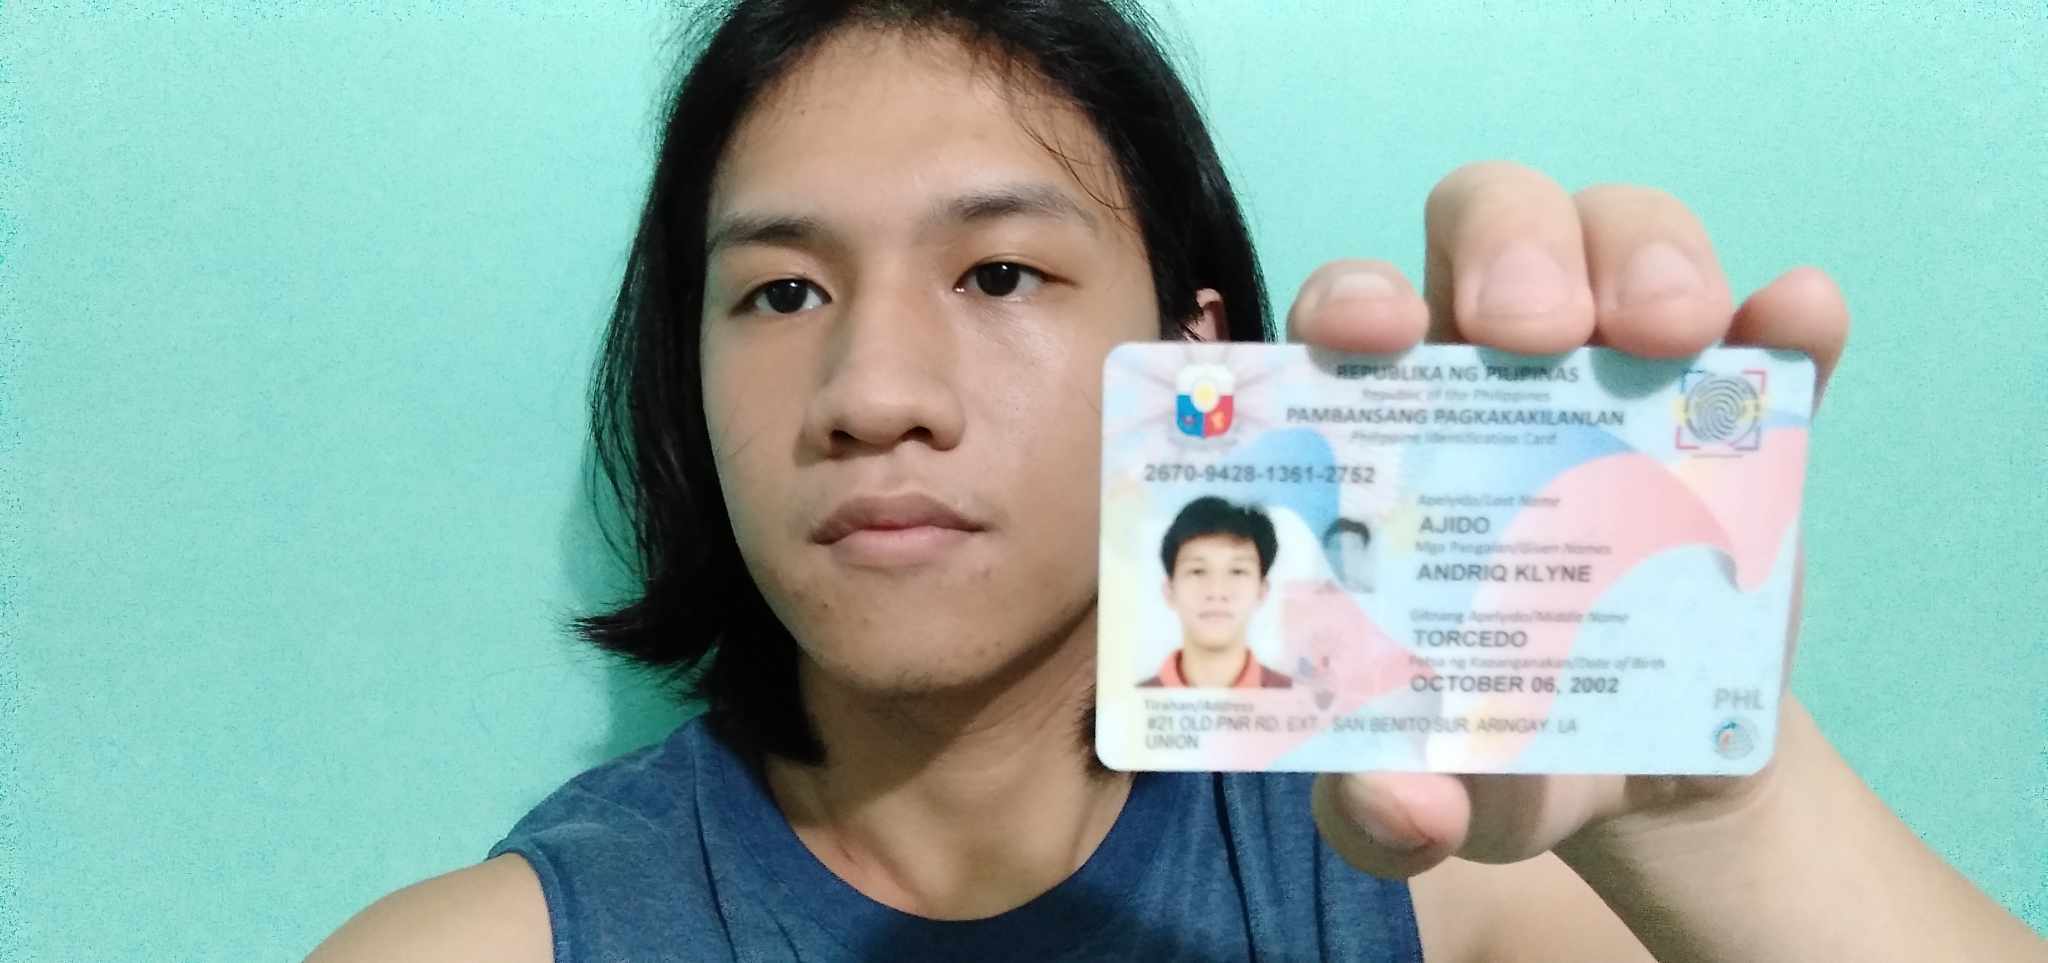 REPUBLIKA NG PILIPINAS
Republic of the Philippines
PAMBANSANG PAGKAKAKILANLAN
Philippine Identification Card
2670-9428-1361-2752
Apelyido/Last Name
AJIDO
Mga Pangalan/Given Names
ANDRIQ KLYNE
Gitnang Apelyido/Middle Name
TORCEDO
Petsa ng Kapanganakan/Date of Birth
OCTOBER 06, 2002
PHL
Tirahan/Address
#21 OLD PNR RD. EXT., SAN BENITO SUR, ARINGAY, LA
UNION